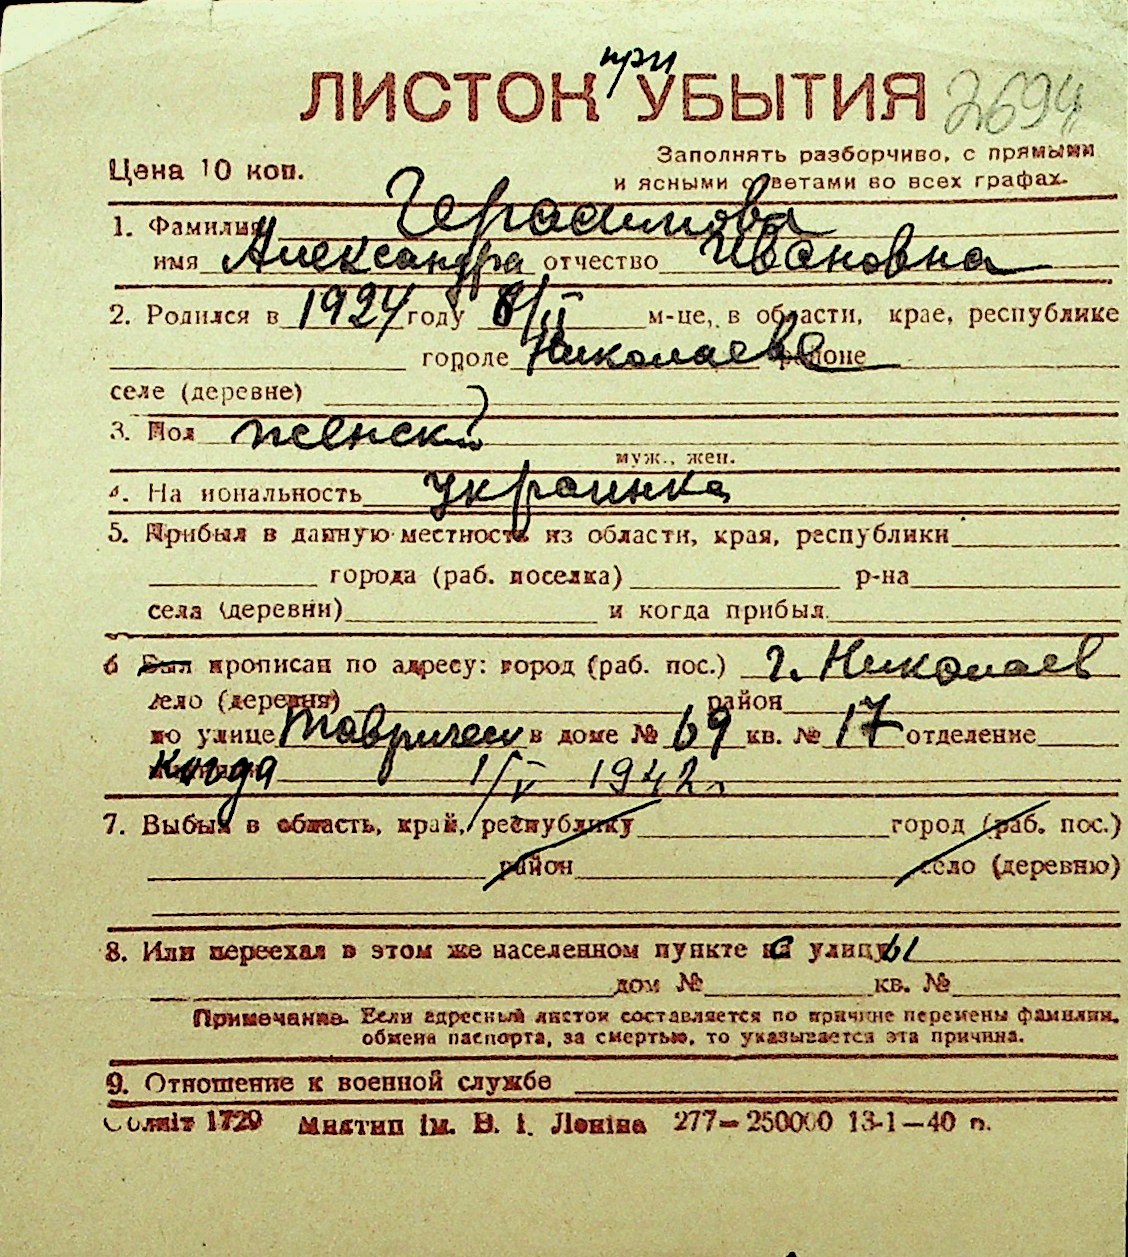 при
ЛИСТОК УБЫТИЯ 2694
Цена 10 коп.
Заполнять разборчиво, с прямыми
и ясными ответами во всех графах.
1. Фамилия Герасимова
имя Александра отчество Ивановна
2. Родился в 1924 году 8/II м-це, в области, крае, республике
городе Николаеве районе
селе (деревне)
3. Пол женский
муж., жен.
4. На иональность украинка
5. Прибыл в данную местность из области, края, республики
города (раб. поселка) р-на
села (деревни) и когда прибыл
6 Был прописан по адресу: город (раб. пос.) г. Николаев
село (деревня) район
по улице Тавричес в доме № 69 кв. № 17 отделение
Когда 1/V 1942 г.
7. Выбыл в область, край, республику город (раб. пос.)
район село (деревню)
8. Или переехал в этом же населенном пункте с улицы
дом № кв. №
Примечание. Если адресный листок составляется по причине перемены фамилии,
обмена паспорта, за смертью, то указывается эта причина.
9. Отношение к военной службе
Облліт 1729 Миктип ім. В. І. Леніна 277—250000 13-1—40 п.